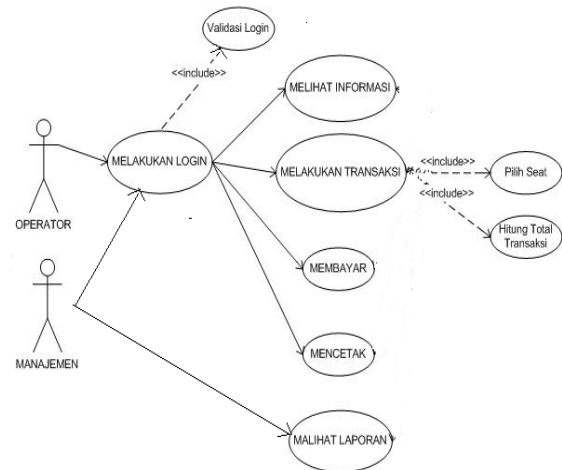 Validasi Login
<<include>>
MELIHAT INFORMASI
MELAKUKAN LOGIN
MELAKUKAN TRANSAKSI
<<include>>
Pilih Seat
<<include>>
OPERATOR
Hitung Total
Transaksi
MEMBAYAR
MANAJEMEN
MENCETAK
MALIHAT LAPORAN